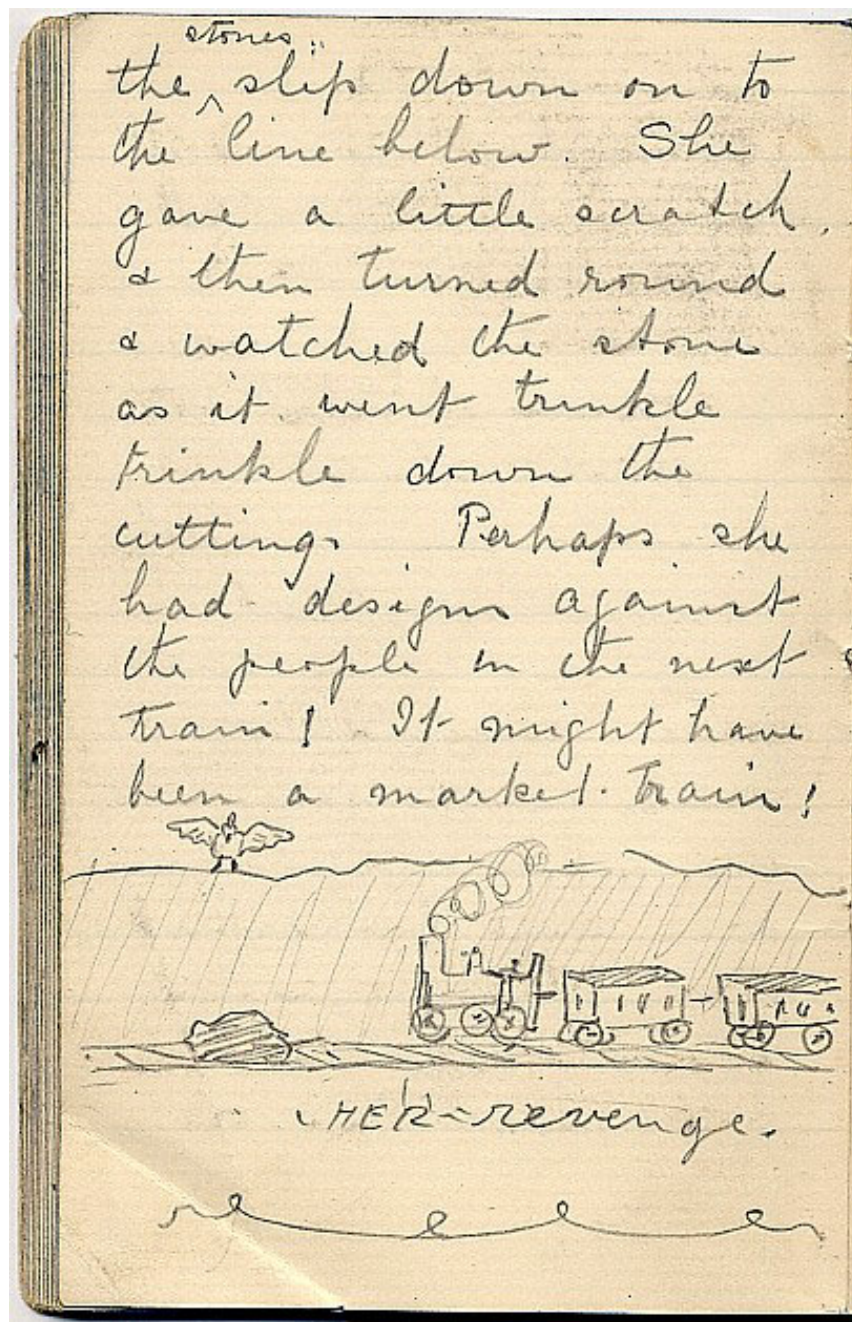 stones
the ‸ slip down on to
the line below. She
gave a little scratch,
& then turned round
& watched the stone
as it went trinkle
trinkle down the
cutting. Perhaps she
had designs against
the people in the next
train! It might have
been a market train!
HER revenge.